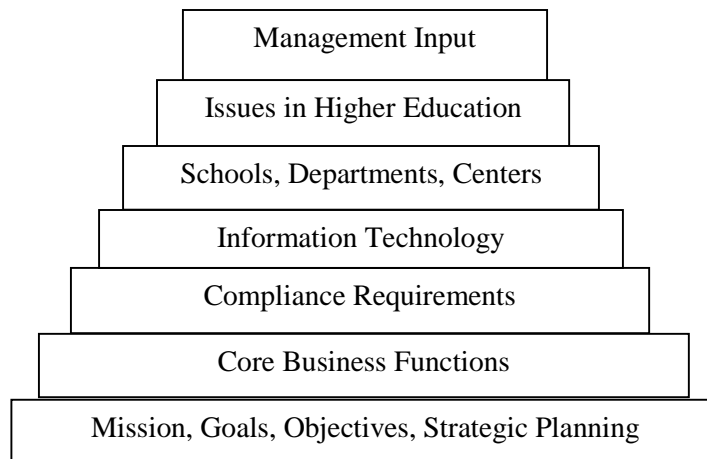 Management Input
Issues in Higher Education
Schools, Departments, Centers
Information Technology
Compliance Requirements
Core Business Functions
Mission, Goals, Objectives, Strategic Planning